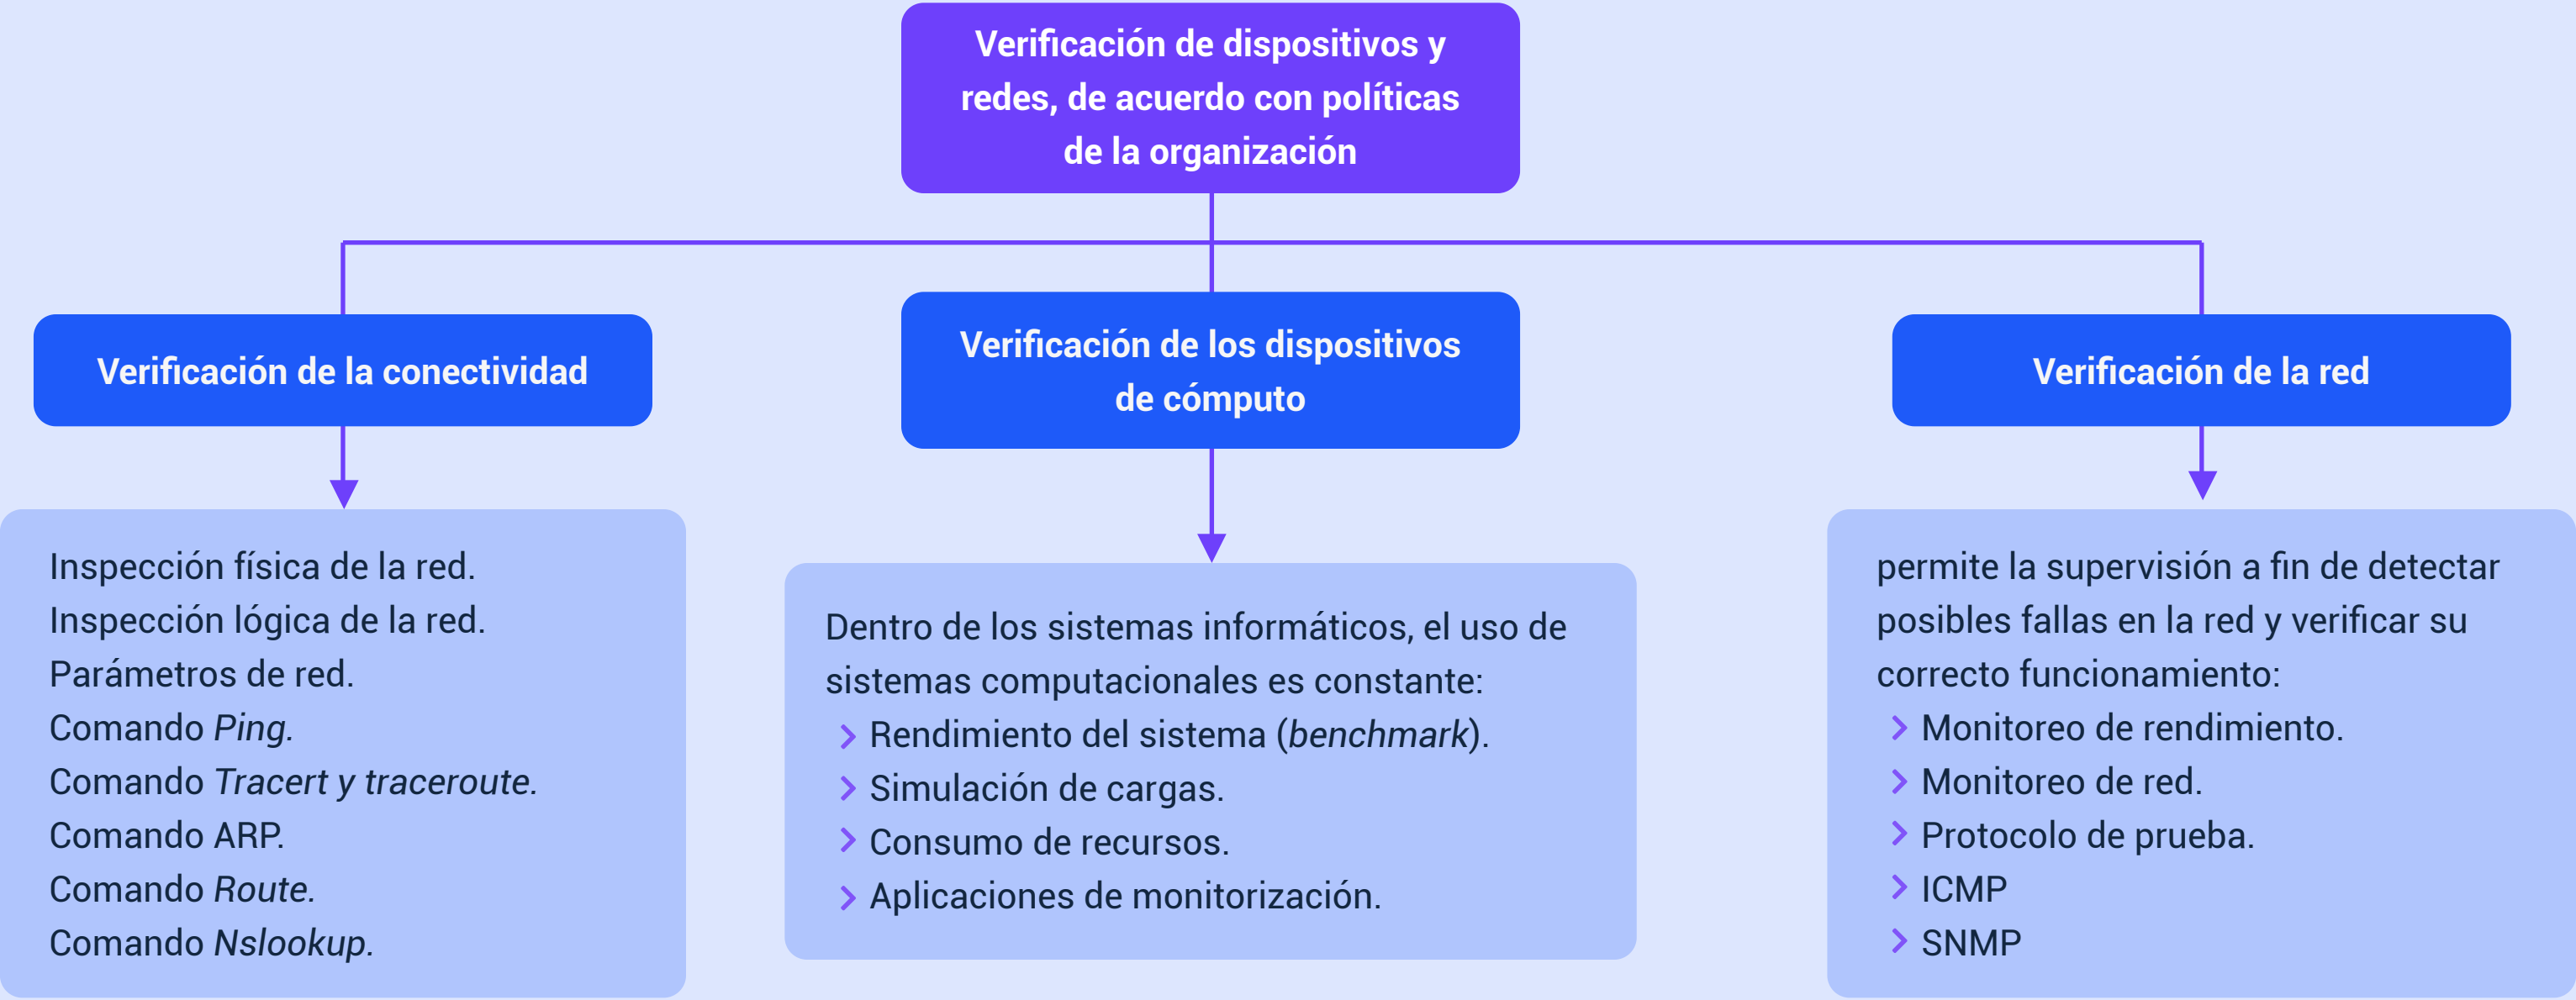 Verificación de dispositivos y
redes, de acuerdo con políticas
de la organización
Verificación de la conectividad
Inspección física de la red.
Inspección lógica de la red.
Parámetros de red.
Comando Ping.
Comando Tracert y traceroute.
Comando ARP.
Comando Route.
Comando Nslookup.
Verificación de los dispositivos
de cómputo
Dentro de los sistemas informáticos, el uso de
sistemas computacionales es constante:
Rendimiento del sistema (benchmark).
Simulación de cargas.
Consumo de recursos.
Aplicaciones de monitorización.
Verificación de la red
permite la supervisión a fin de detectar
posibles fallas en la red y verificar su
correcto funcionamiento:
Monitoreo de rendimiento.
Monitoreo de red.
Protocolo de prueba.
ICMP
SNMP